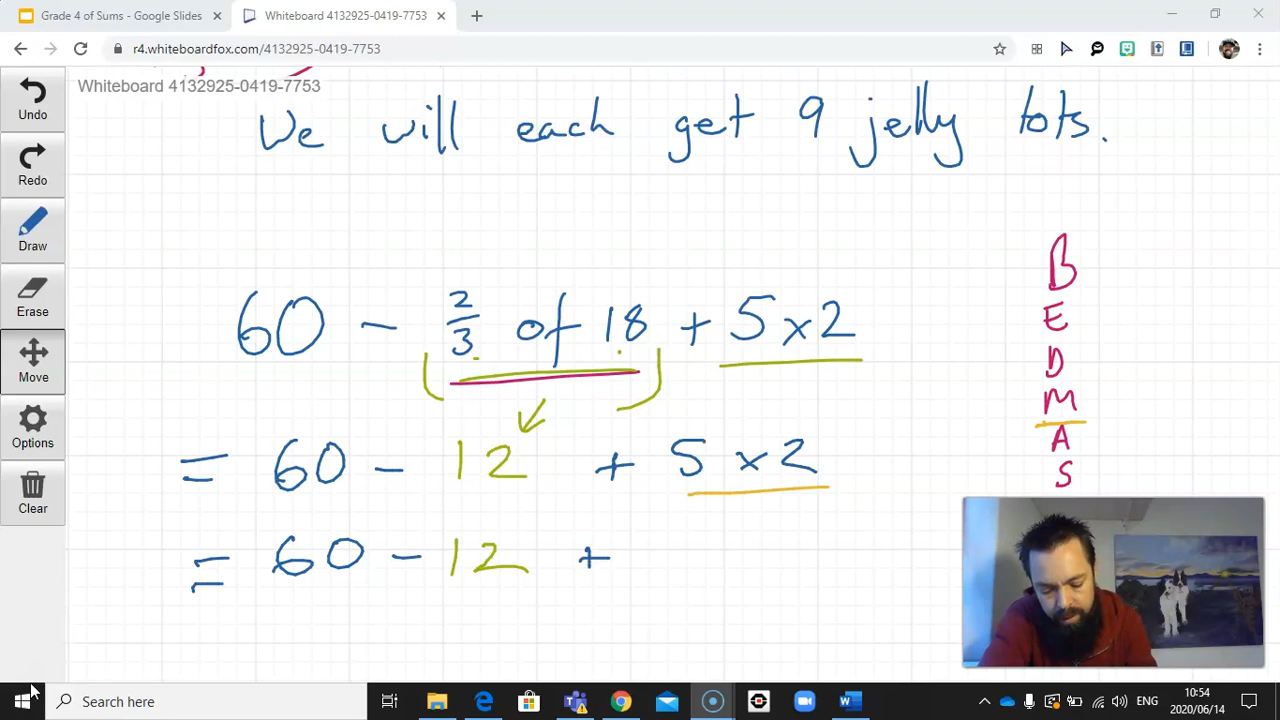 Grade 4 of Sums - Google Slides
Whiteboard 4132925-0419-7753
r4.whiteboardfox.com/4132925-0419-7753
Whiteboard 4132925-0419-7753
Undo
Redo
Draw
Erase
Move
Options
Clear
We will each get 9 jelly tots.
60 - 2/3 of 18 + 5 x 2
= 60 - 12 + 5 x 2
= 60 - 12 +
B
E
D
M
A
S
Search here
ENG
10:54
2020/06/14